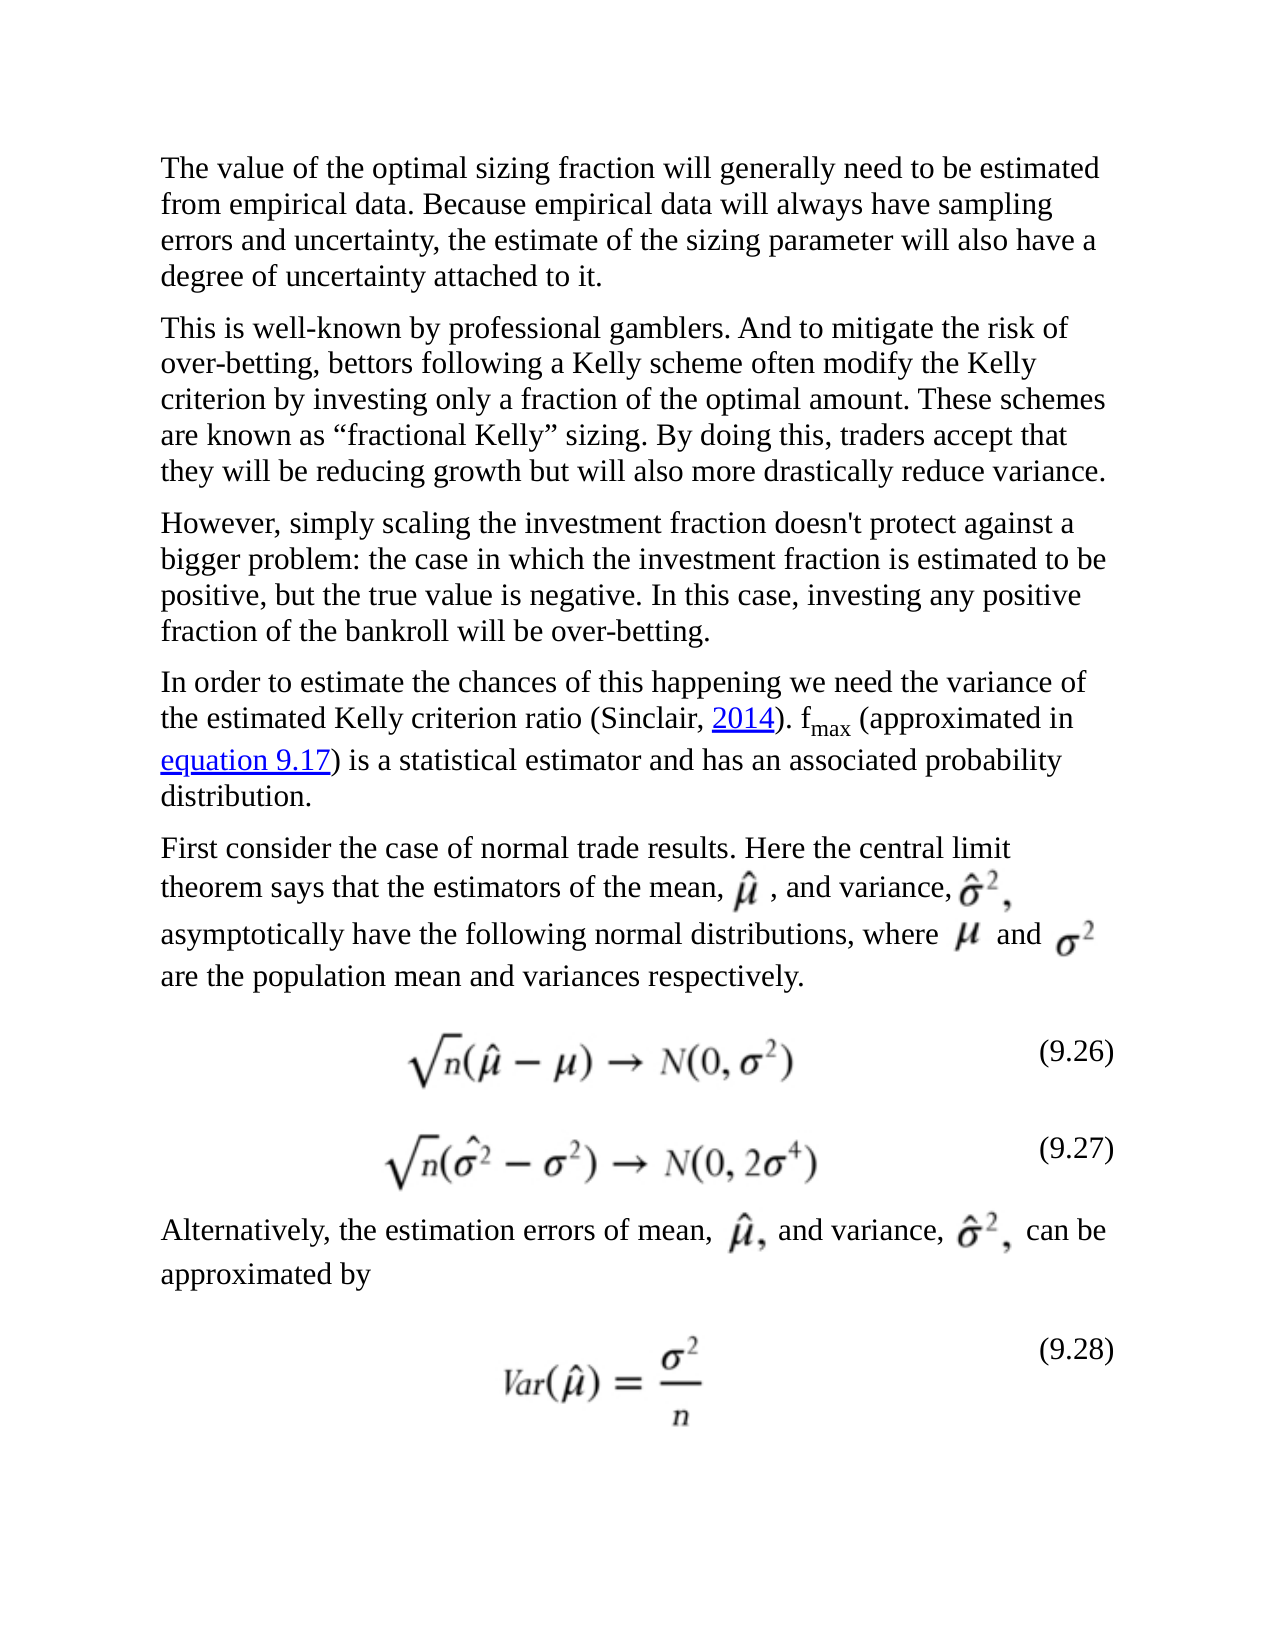 The value of the optimal sizing fraction will generally need to be estimated
from empirical data. Because empirical data will always have sampling
errors and uncertainty, the estimate of the sizing parameter will also have a
degree of uncertainty attached to it.
This is well-known by professional gamblers. And to mitigate the risk of
over-betting, bettors following a Kelly scheme often modify the Kelly
criterion by investing only a fraction of the optimal amount. These schemes
are known as “fractional Kelly” sizing. By doing this, traders accept that
they will be reducing growth but will also more drastically reduce variance.
However, simply scaling the investment fraction doesn't protect against a
bigger problem: the case in which the investment fraction is estimated to be
positive, but the true value is negative. In this case, investing any positive
fraction of the bankroll will be over-betting.
In order to estimate the chances of this happening we need the variance of
the estimated Kelly criterion ratio (Sinclair, 2014). fmax (approximated in
equation 9.17) is a statistical estimator and has an associated probability
distribution.
First consider the case of normal trade results. Here the central limit
theorem says that the estimators of the mean, μ̂ , and variance, σ̂²,
asymptotically have the following normal distributions, where μ and σ²
are the population mean and variances respectively.
√n(μ̂ − μ) → N(0, σ²) (9.26)
√n(σ̂² − σ²) → N(0, 2σ⁴) (9.27)
Alternatively, the estimation errors of mean, μ̂, and variance, σ̂², can be
approximated by
Var(μ̂) = σ²/n (9.28)